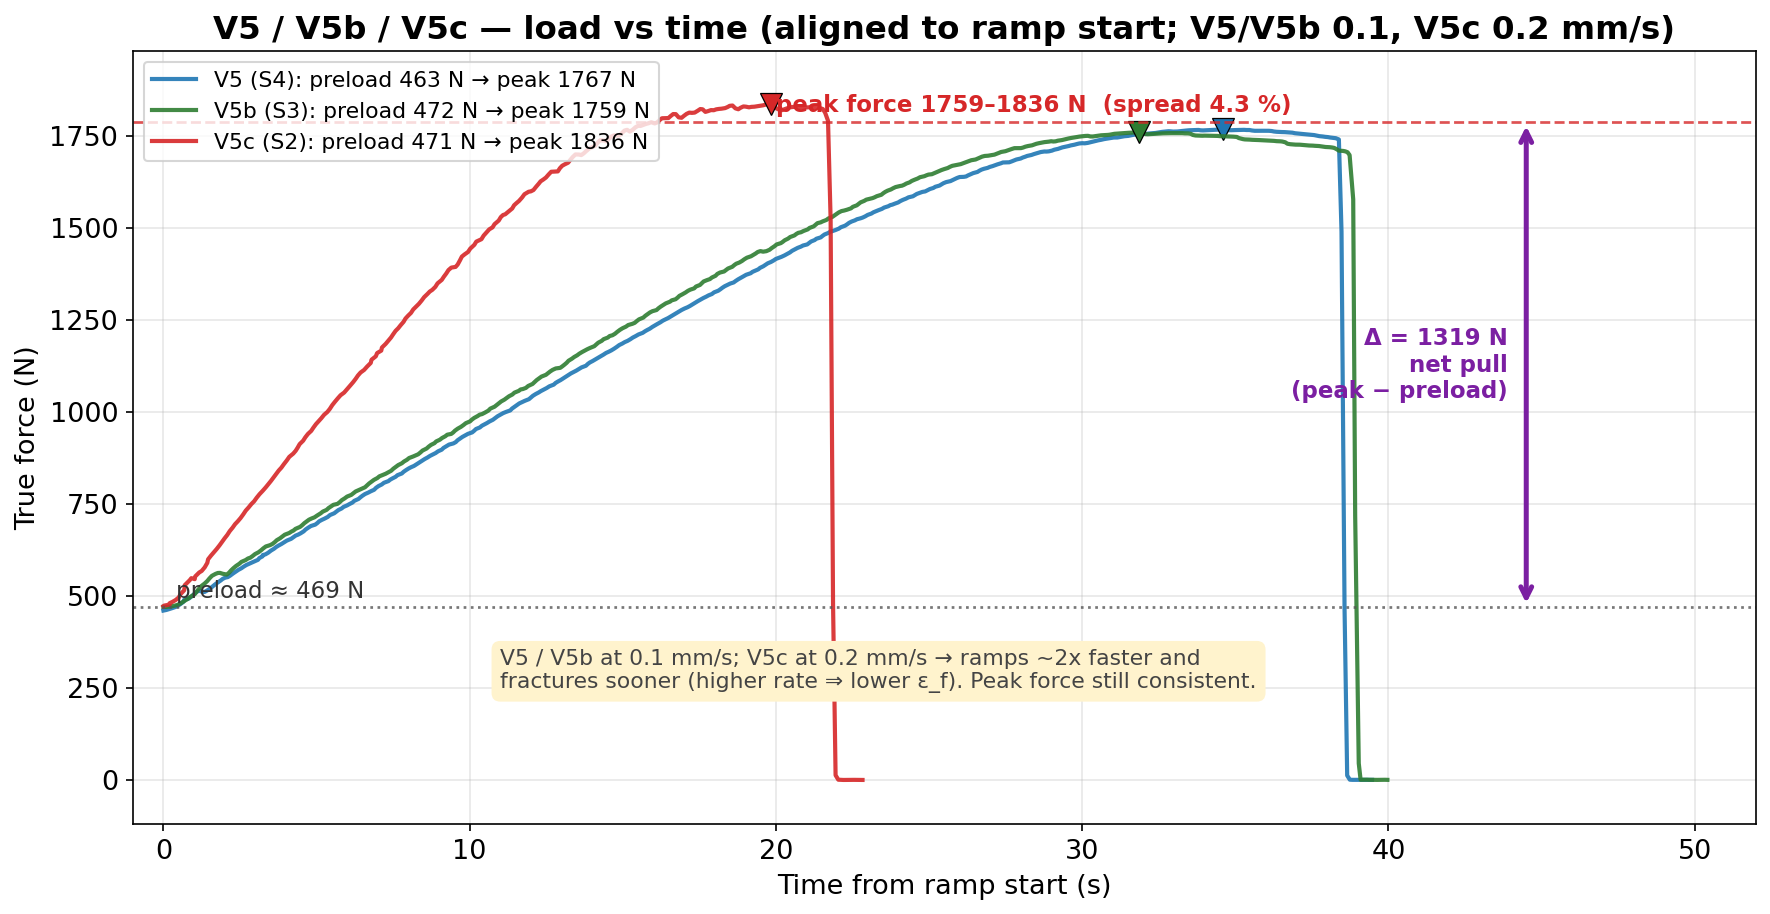 V5 / V5b / V5c — load vs time (aligned to ramp start; V5/V5b 0.1, V5c 0.2 mm/s)
V5 (S4): preload 463 N → peak 1767 N
V5b (S3): preload 472 N → peak 1759 N
V5c (S2): preload 471 N → peak 1836 N
peak force 1759–1836 N (spread 4.3 %)
Δ = 1319 N
net pull
(peak − preload)
preload ≈ 469 N
V5 / V5b at 0.1 mm/s; V5c at 0.2 mm/s → ramps ~2x faster and
fractures sooner (higher rate ⇒ lower ε_f). Peak force still consistent.
True force (N)
1750
1500
1250
1000
750
500
250
0
0 10 20 30 40 50
Time from ramp start (s)